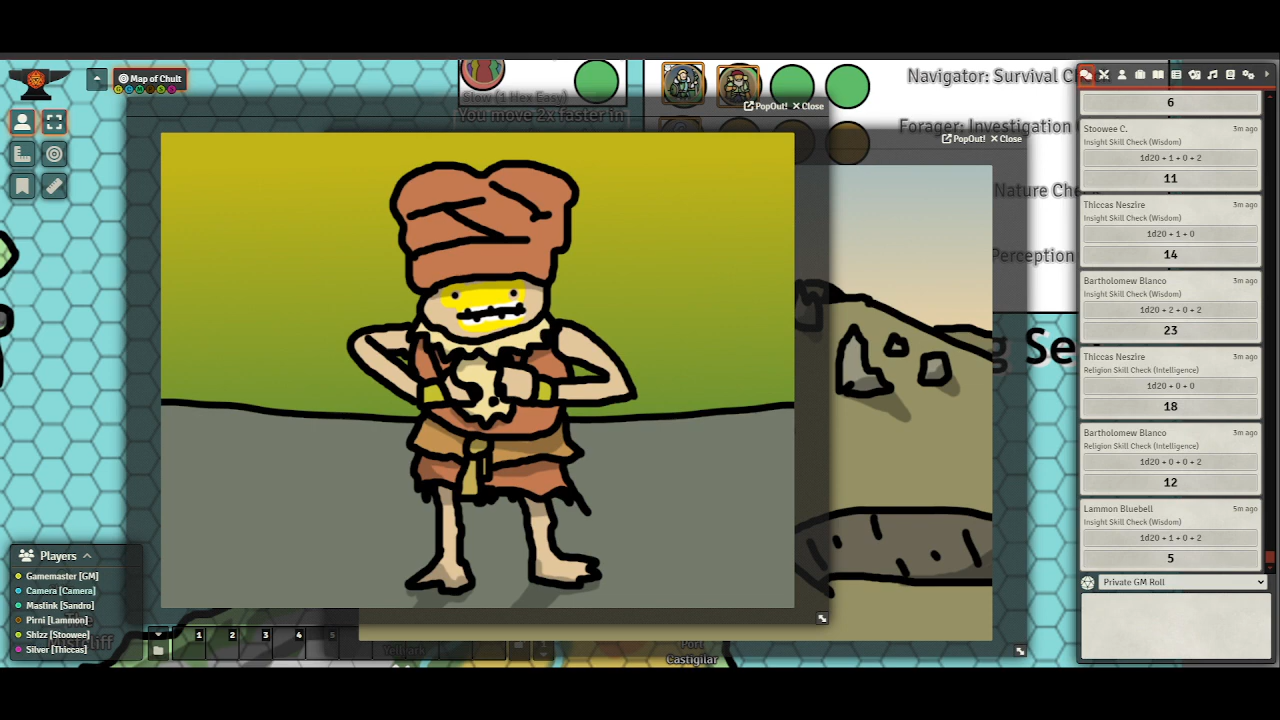 Map of Chult
G C M P S S
Slow (1 Hex Easy)
You move 2x faster in
Navigator: Survival C
Forager: Investigation
Nature Che
Perception
g Se
PopOut! Close
PopOut! Close
6
Stoowee C. 3m ago
Insight Skill Check (Wisdom)
1d20 + 1 + 0 + 2
11
Thiccas Neszire 3m ago
Insight Skill Check (Wisdom)
1d20 + 1 + 0
14
Bartholomew Blanco 3m ago
Insight Skill Check (Wisdom)
1d20 + 2 + 0 + 2
23
Thiccas Neszire 3m ago
Religion Skill Check (Intelligence)
1d20 + 0 + 0
18
Bartholomew Blanco 3m ago
Religion Skill Check (Intelligence)
1d20 + 0 + 0 + 2
12
Lammon Bluebell 5m ago
Insight Skill Check (Wisdom)
1d20 + 1 + 0 + 2
5
Private GM Roll
Players
Gamemaster [GM]
Camera [Camera]
Maslink [Sandro]
Pirni [Lammon]
Shizz [Stoowee]
Silver [Thiccas]
1 2 3 4 5
Port
Castigilar